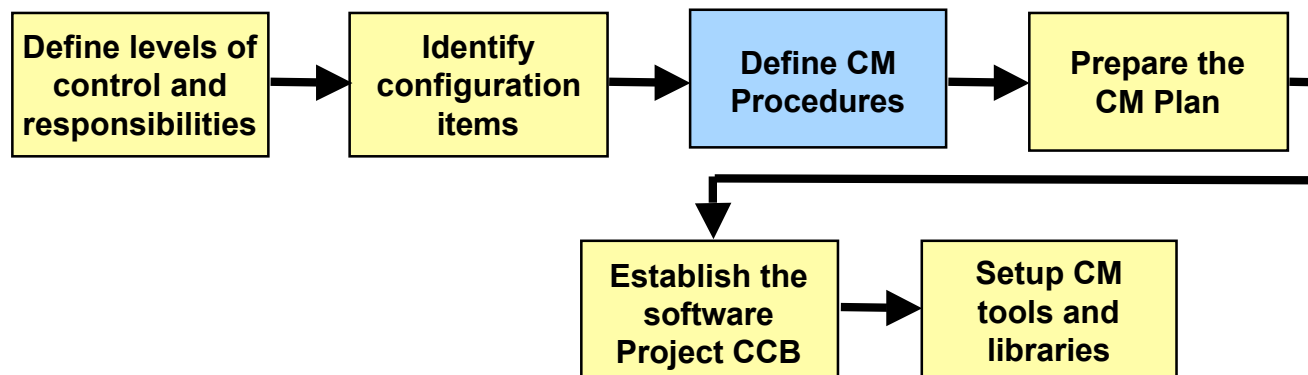 Define levels of
control and
responsibilities
Identify
configuration
items
Define CM
Procedures
Prepare the
CM Plan
Establish the
software
Project CCB
Setup CM
tools and
libraries